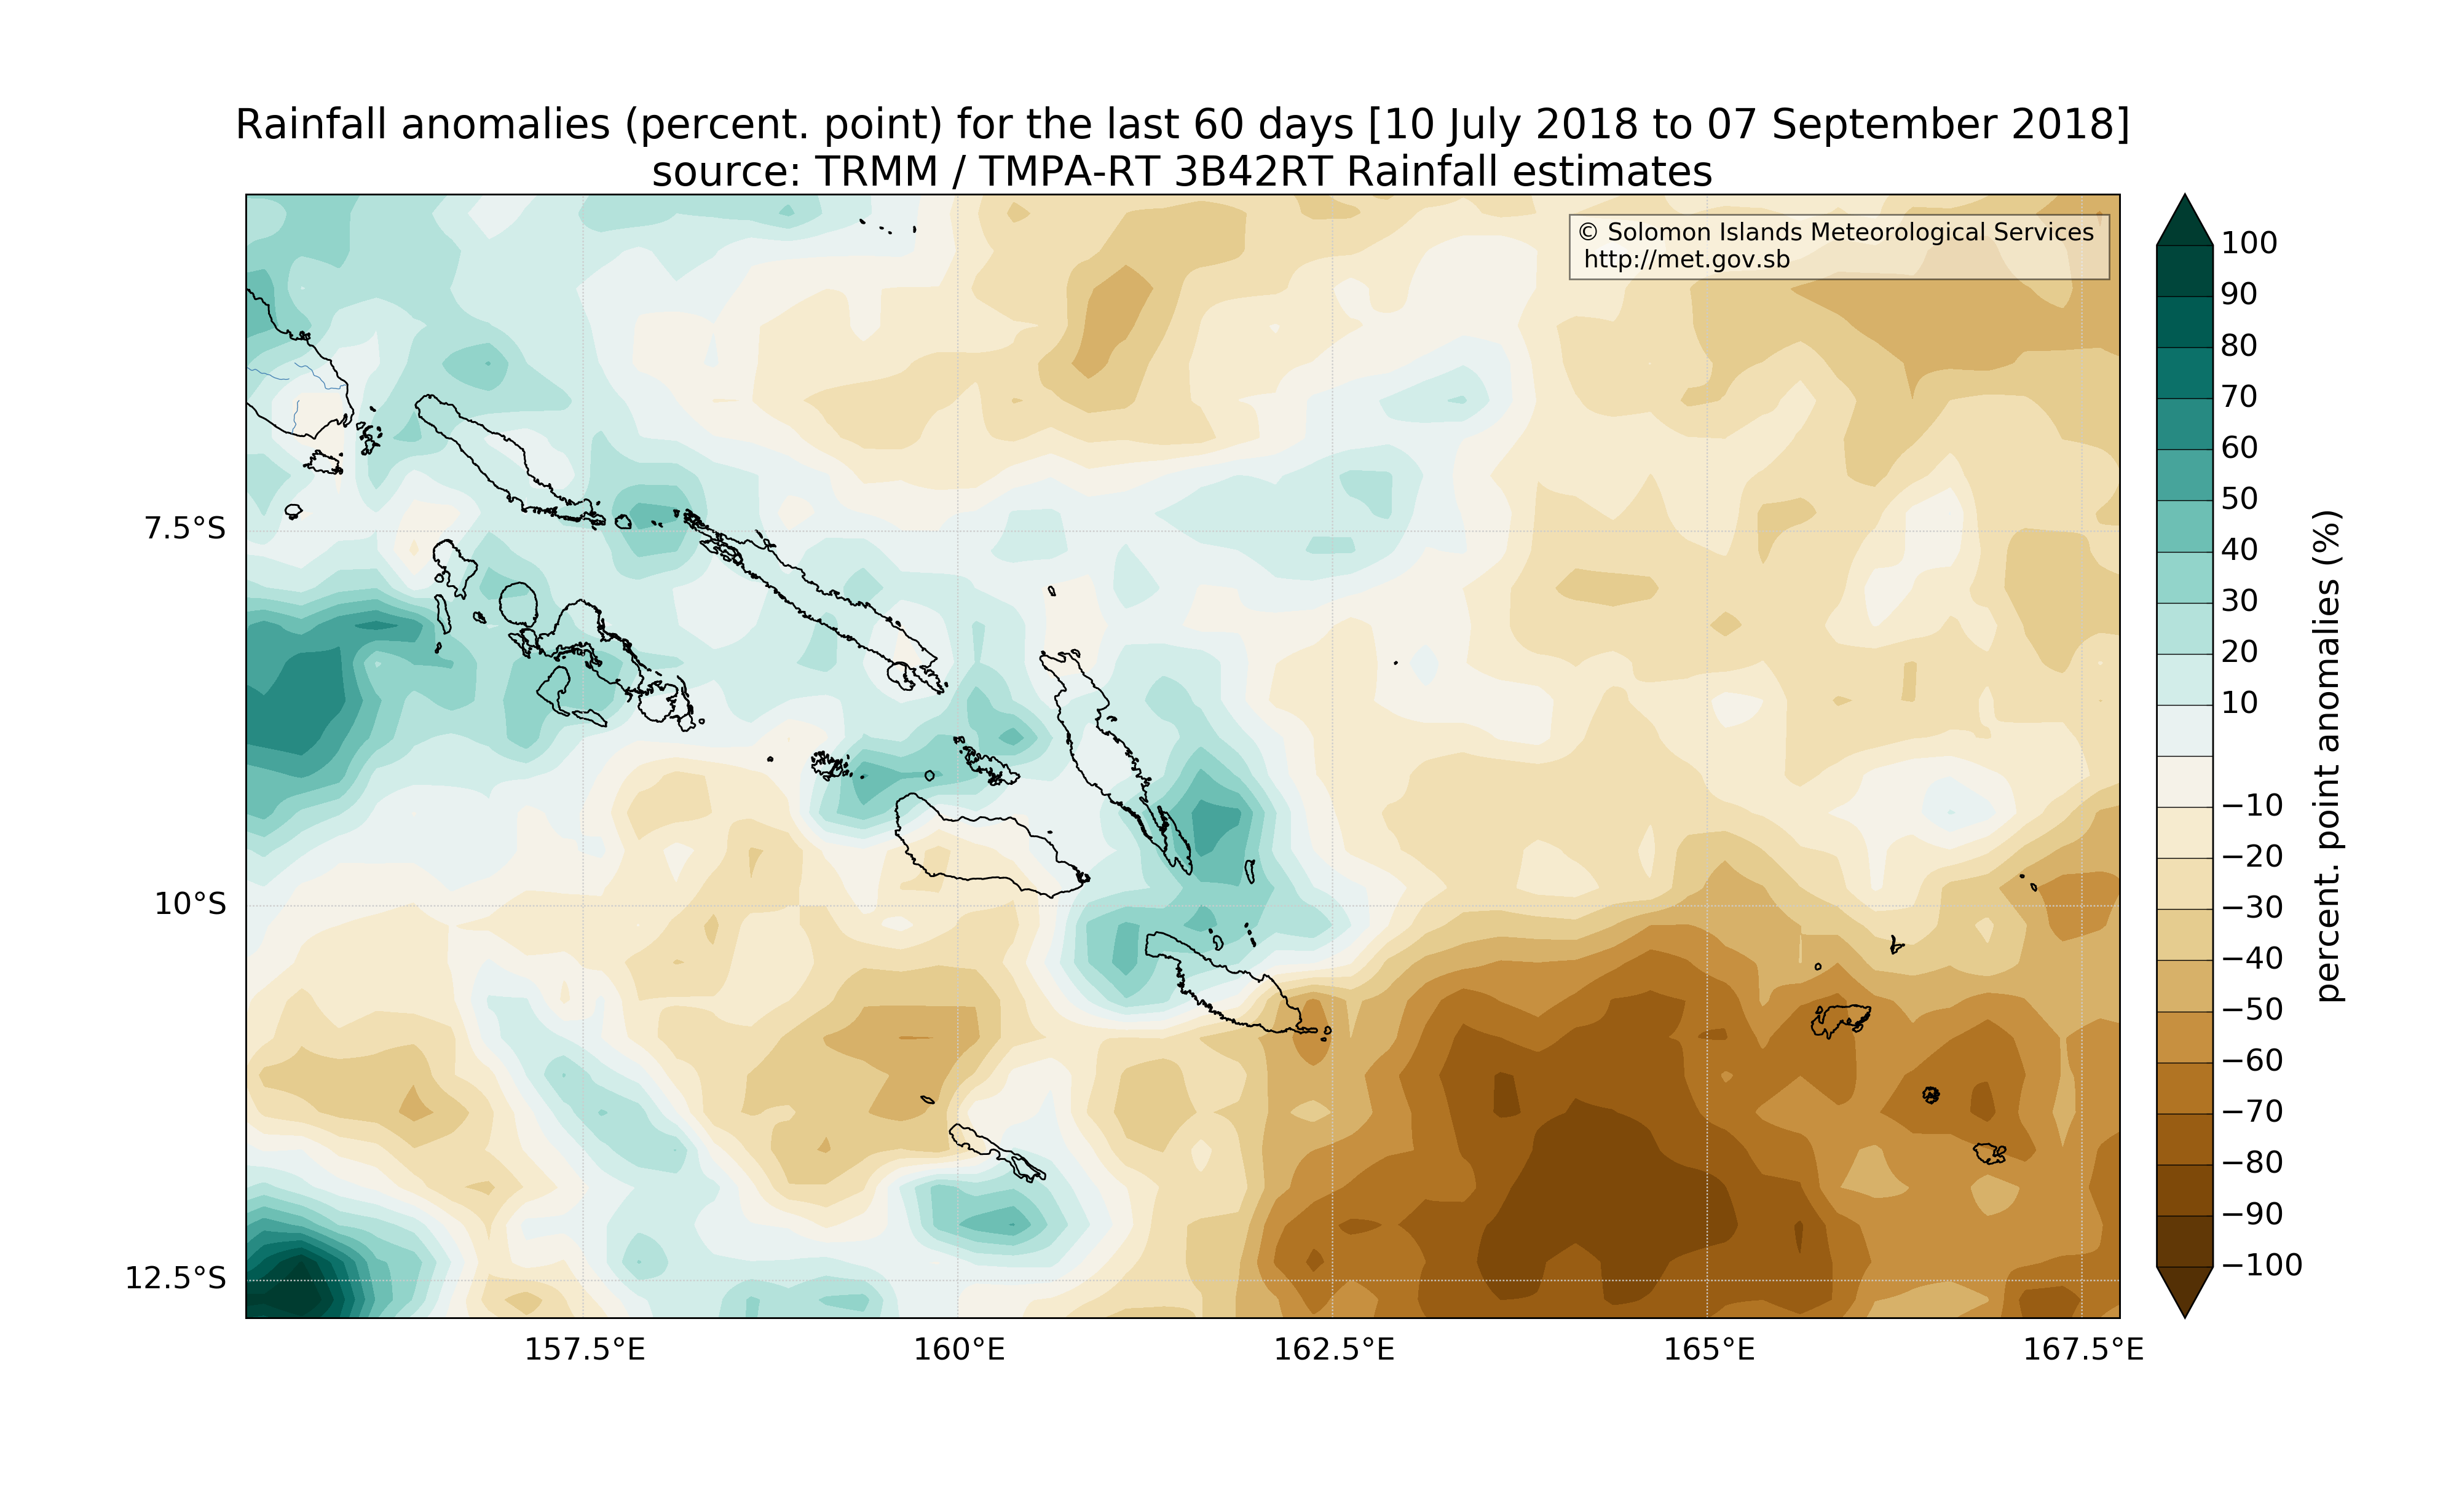 Rainfall anomalies (percent. point) for the last 60 days [10 July 2018 to 07 September 2018]
source: TRMM / TMPA-RT 3B42RT Rainfall estimates
© Solomon Islands Meteorological Services
http://met.gov.sb
7.5°S
10°S
12.5°S
157.5°E
160°E
162.5°E
165°E
167.5°E
100
90
80
70
60
50
40
30
20
10
−10
−20
−30
−40
−50
−60
−70
−80
−90
−100
percent. point anomalies (%)